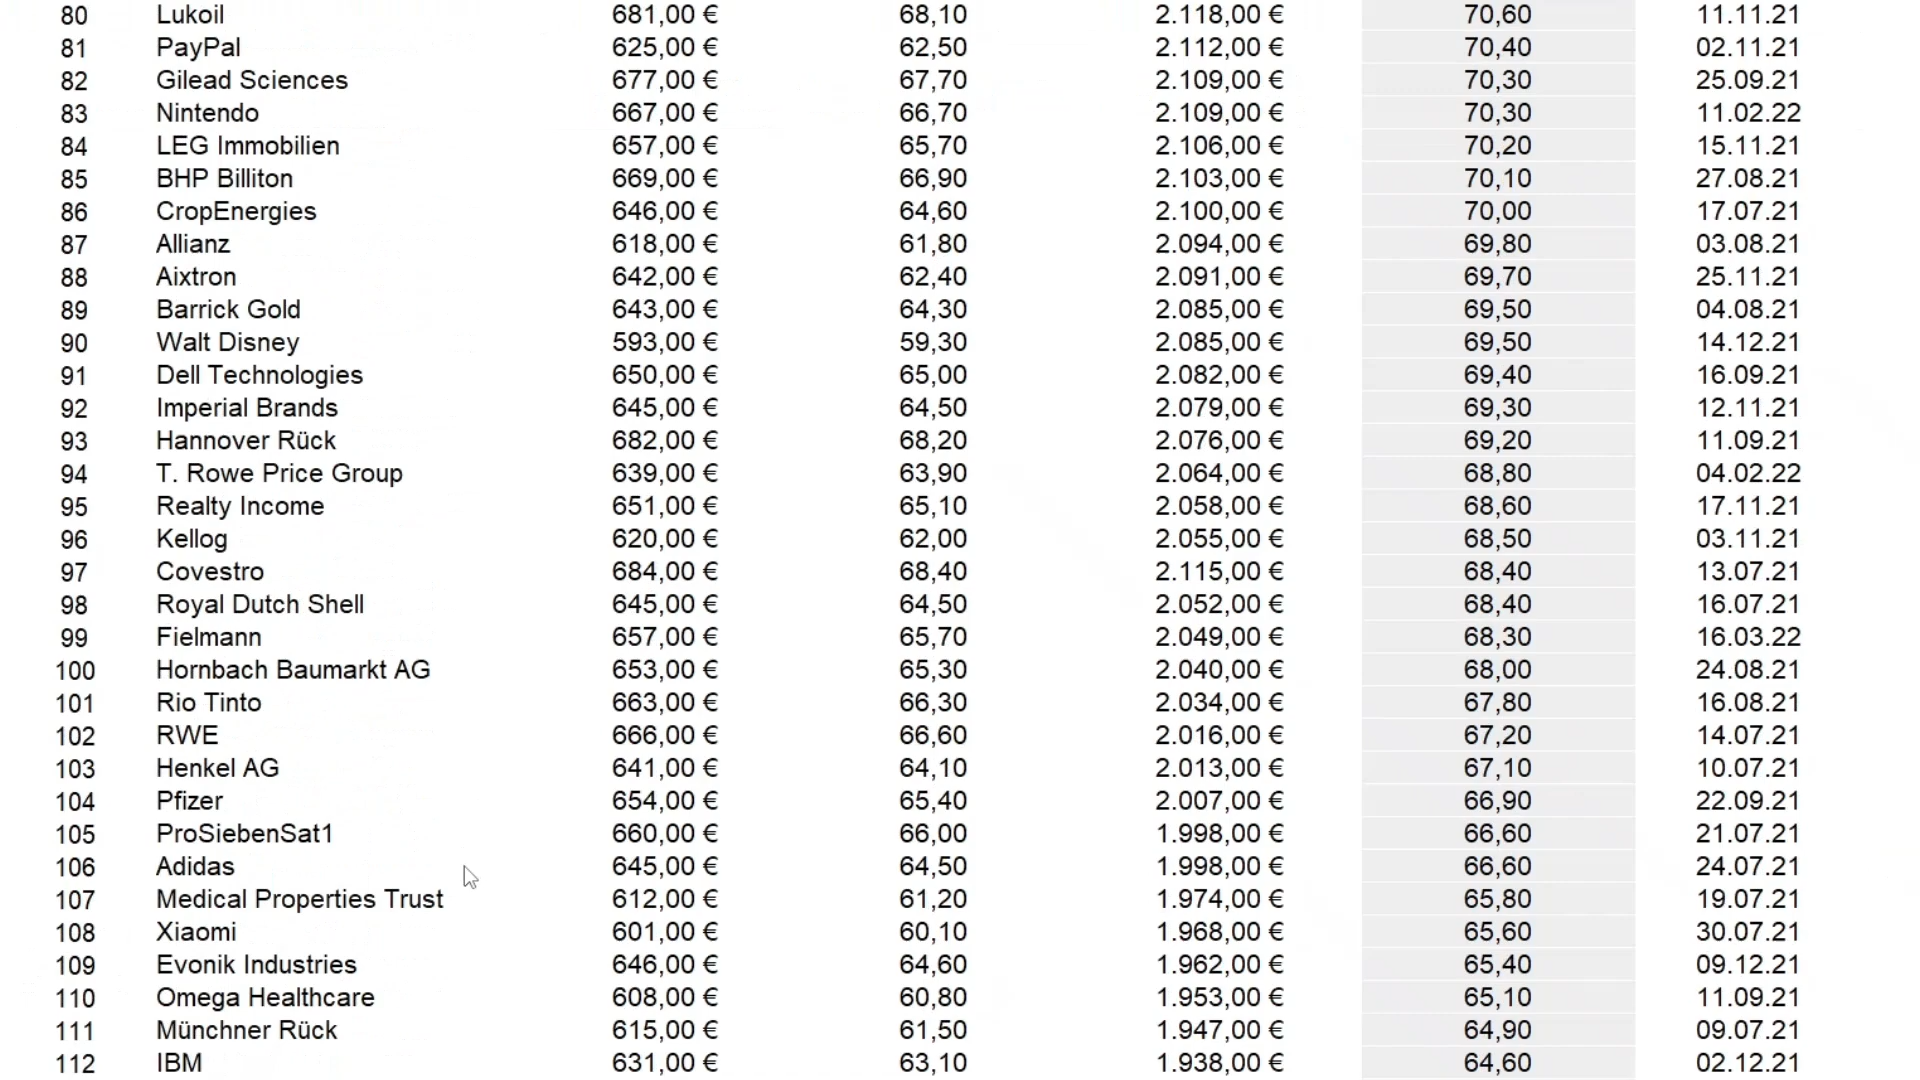 80 Lukoil 681,00 € 68,10 2.118,00 € 70,60 11.11.21
81 PayPal 625,00 € 62,50 2.112,00 € 70,40 02.11.21
82 Gilead Sciences 677,00 € 67,70 2.109,00 € 70,30 25.09.21
83 Nintendo 667,00 € 66,70 2.109,00 € 70,30 11.02.22
84 LEG Immobilien 657,00 € 65,70 2.106,00 € 70,20 15.11.21
85 BHP Billiton 669,00 € 66,90 2.103,00 € 70,10 27.08.21
86 CropEnergies 646,00 € 64,60 2.100,00 € 70,00 17.07.21
87 Allianz 618,00 € 61,80 2.094,00 € 69,80 03.08.21
88 Aixtron 642,00 € 62,40 2.091,00 € 69,70 25.11.21
89 Barrick Gold 643,00 € 64,30 2.085,00 € 69,50 04.08.21
90 Walt Disney 593,00 € 59,30 2.085,00 € 69,50 14.12.21
91 Dell Technologies 650,00 € 65,00 2.082,00 € 69,40 16.09.21
92 Imperial Brands 645,00 € 64,50 2.079,00 € 69,30 12.11.21
93 Hannover Rück 682,00 € 68,20 2.076,00 € 69,20 11.09.21
94 T. Rowe Price Group 639,00 € 63,90 2.064,00 € 68,80 04.02.22
95 Realty Income 651,00 € 65,10 2.058,00 € 68,60 17.11.21
96 Kellog 620,00 € 62,00 2.055,00 € 68,50 03.11.21
97 Covestro 684,00 € 68,40 2.115,00 € 68,40 13.07.21
98 Royal Dutch Shell 645,00 € 64,50 2.052,00 € 68,40 16.07.21
99 Fielmann 657,00 € 65,70 2.049,00 € 68,30 16.03.22
100 Hornbach Baumarkt AG 653,00 € 65,30 2.040,00 € 68,00 24.08.21
101 Rio Tinto 663,00 € 66,30 2.034,00 € 67,80 16.08.21
102 RWE 666,00 € 66,60 2.016,00 € 67,20 14.07.21
103 Henkel AG 641,00 € 64,10 2.013,00 € 67,10 10.07.21
104 Pfizer 654,00 € 65,40 2.007,00 € 66,90 22.09.21
105 ProSiebenSat1 660,00 € 66,00 1.998,00 € 66,60 21.07.21
106 Adidas 645,00 € 64,50 1.998,00 € 66,60 24.07.21
107 Medical Properties Trust 612,00 € 61,20 1.974,00 € 65,80 19.07.21
108 Xiaomi 601,00 € 60,10 1.968,00 € 65,60 30.07.21
109 Evonik Industries 646,00 € 64,60 1.962,00 € 65,40 09.12.21
110 Omega Healthcare 608,00 € 60,80 1.953,00 € 65,10 11.09.21
111 Münchner Rück 615,00 € 61,50 1.947,00 € 64,90 09.07.21
112 IBM 631,00 € 63,10 1.938,00 € 64,60 02.12.21